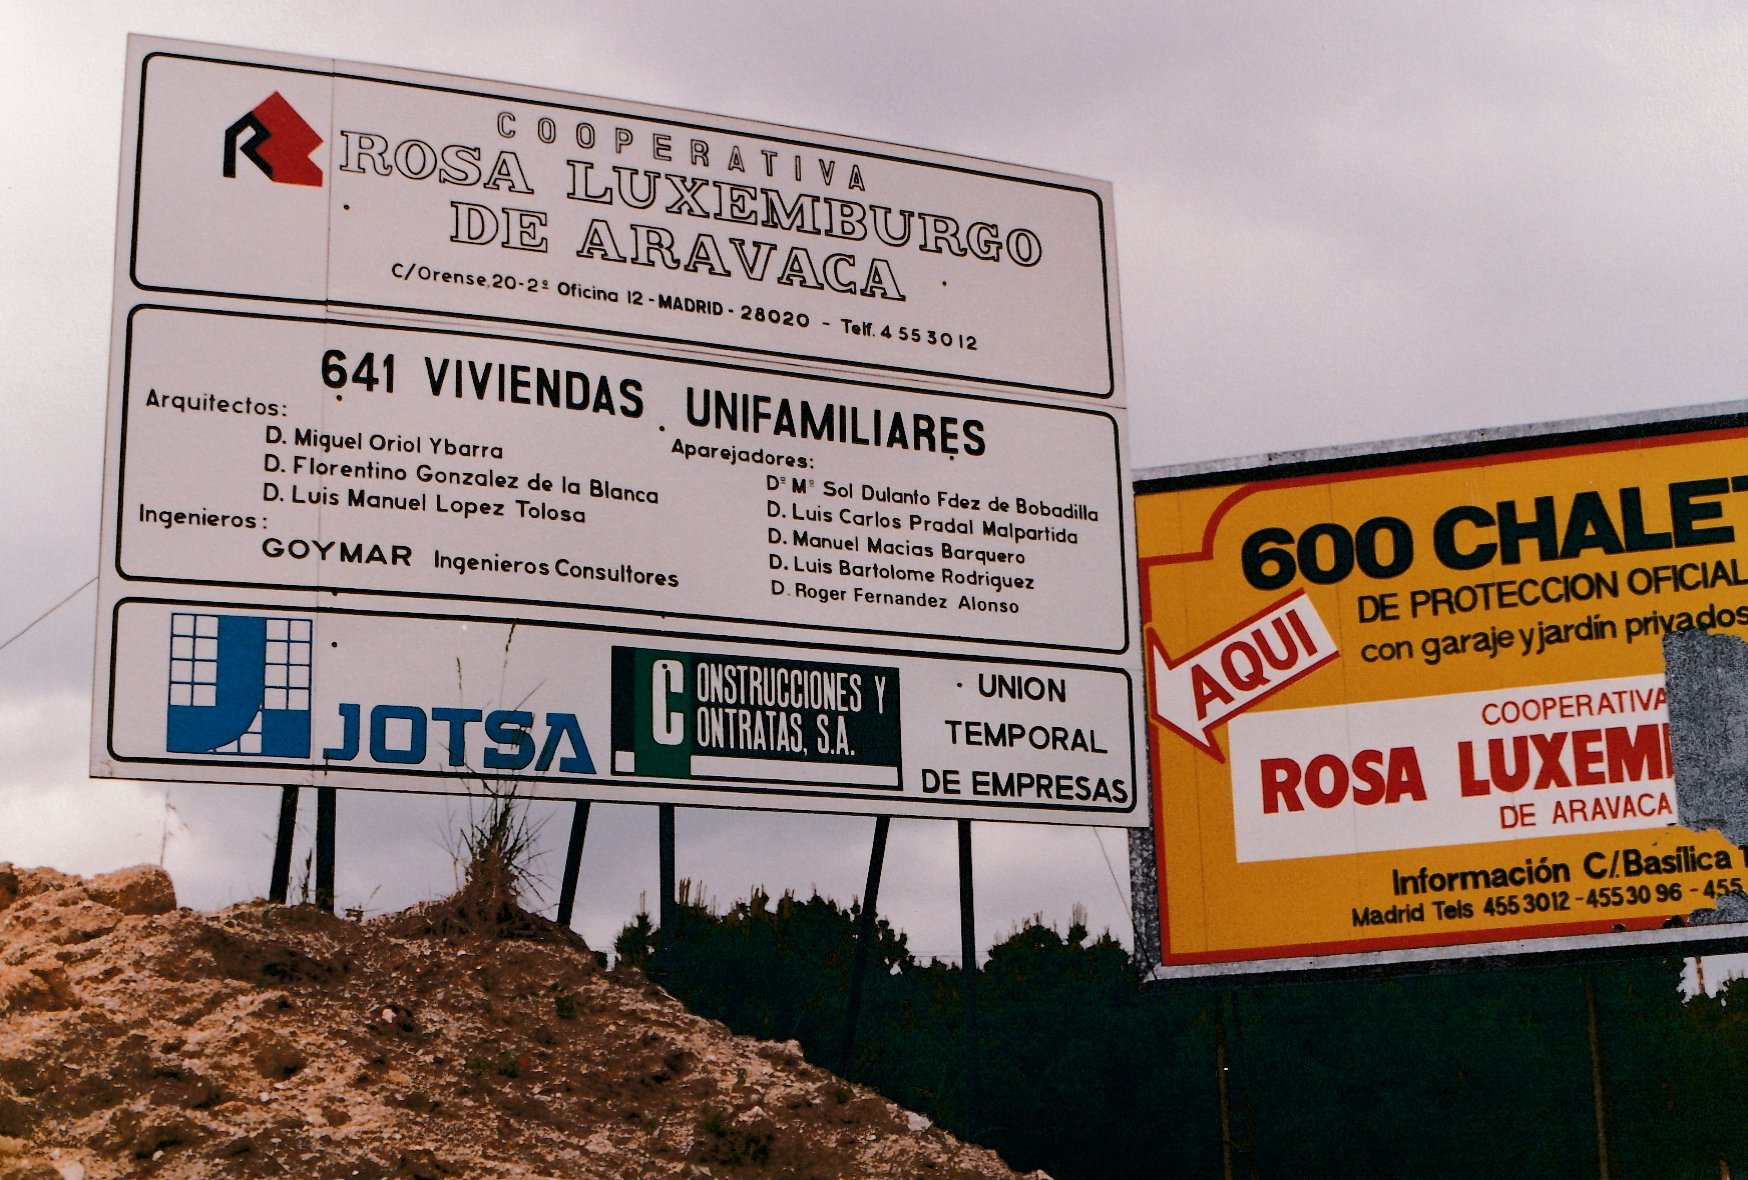 COOPERATIVA
ROSA LUXEMBURGO
DE ARAVACA
C/Orense,20-2º Oficina 12-MADRID-28020 - Telf. 4 55 30 12
641 VIVIENDAS UNIFAMILIARES
Arquitectos:
D. Miguel Oriol Ybarra
D. Florentino Gonzalez de la Blanca
D. Luis Manuel Lopez Tolosa
Ingenieros:
GOYMAR Ingenieros Consultores
Aparejadores:
Dª Mª Sol Dulanto Fdez de Bobadilla
D. Luis Carlos Pradal Malpartida
D. Manuel Macias Barquero
D. Luis Bartolome Rodriguez
D. Roger Fernandez Alonso
JOTSA
CONSTRUCCIONES Y
CONTRATAS, S.A.
UNION
TEMPORAL
DE EMPRESAS
600 CHALET
DE PROTECCION OFICIAL
con garaje y jardín privados
AQUI
COOPERATIVA
ROSA LUXEM
DE ARAVACA
Información C/.Basílica
Madrid Tels 455 3012 - 455 30 96 - 455